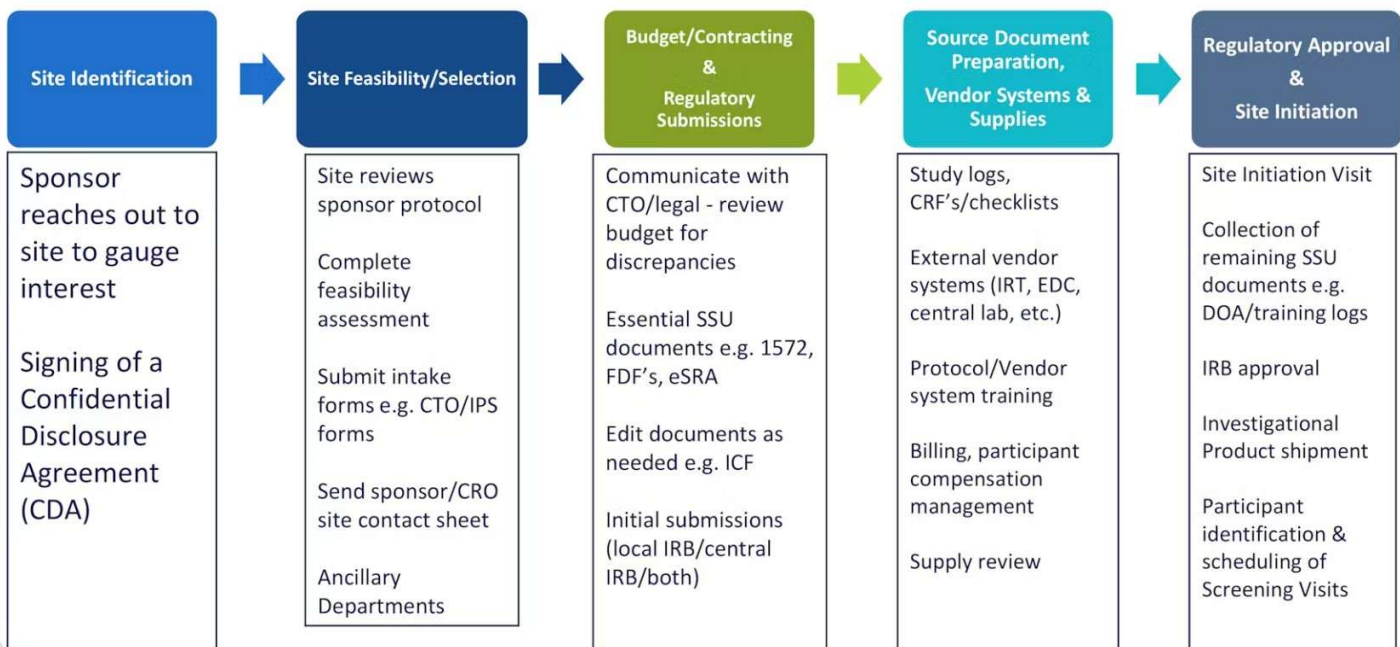 Site Identification
Site Feasibility/Selection
Budget/Contracting
&
Regulatory
Submissions
Source Document
Preparation,
Vendor Systems &
Supplies
Regulatory Approval
&
Site Initiation
Sponsor
reaches out to
site to gauge
interest
Signing of a
Confidential
Disclosure
Agreement
(CDA)
Site reviews
sponsor protocol
Complete
feasibility
assessment
Submit intake
forms e.g. CTO/IPS
forms
Send sponsor/CRO
site contact sheet
Ancillary
Departments
Communicate with
CTO/legal - review
budget for
discrepancies
Essential SSU
documents e.g. 1572,
FDF's, eSRA
Edit documents as
needed e.g. ICF
Initial submissions
(local IRB/central
IRB/both)
Study logs,
CRF's/checklists
External vendor
systems (IRT, EDC,
central lab, etc.)
Protocol/Vendor
system training
Billing, participant
compensation
management
Supply review
Site Initiation Visit
Collection of
remaining SSU
documents e.g.
DOA/training logs
IRB approval
Investigational
Product shipment
Participant
identification &
scheduling of
Screening Visits